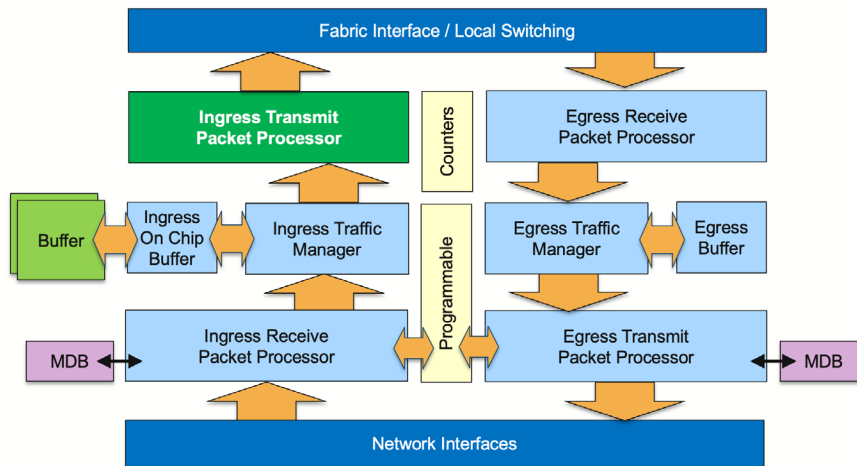 Fabric Interface / Local Switching
Ingress Transmit
Packet Processor
Counters
Egress Receive
Packet Processor
Buffer
Ingress
On Chip
Buffer
Ingress Traffic
Manager
Programmable
Egress Traffic
Manager
Egress
Buffer
MDB
Ingress Receive
Packet Processor
Egress Transmit
Packet Processor
MDB
Network Interfaces